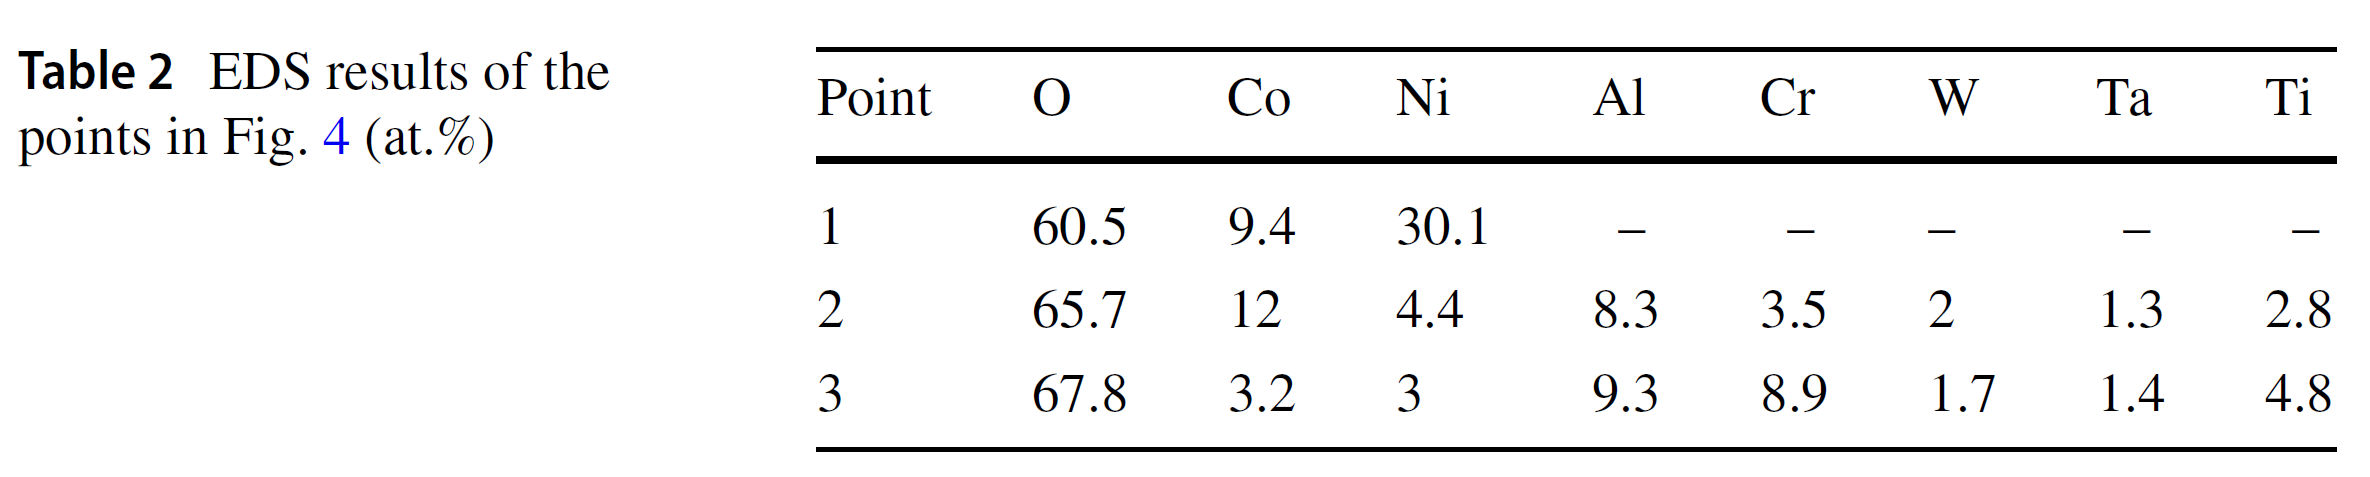 Table 2 EDS results of the
points in Fig. 4 (at.%)
Point O Co Ni Al Cr W Ta Ti
1 60.5 9.4 30.1 – – – – –
2 65.7 12 4.4 8.3 3.5 2 1.3 2.8
3 67.8 3.2 3 9.3 8.9 1.7 1.4 4.8